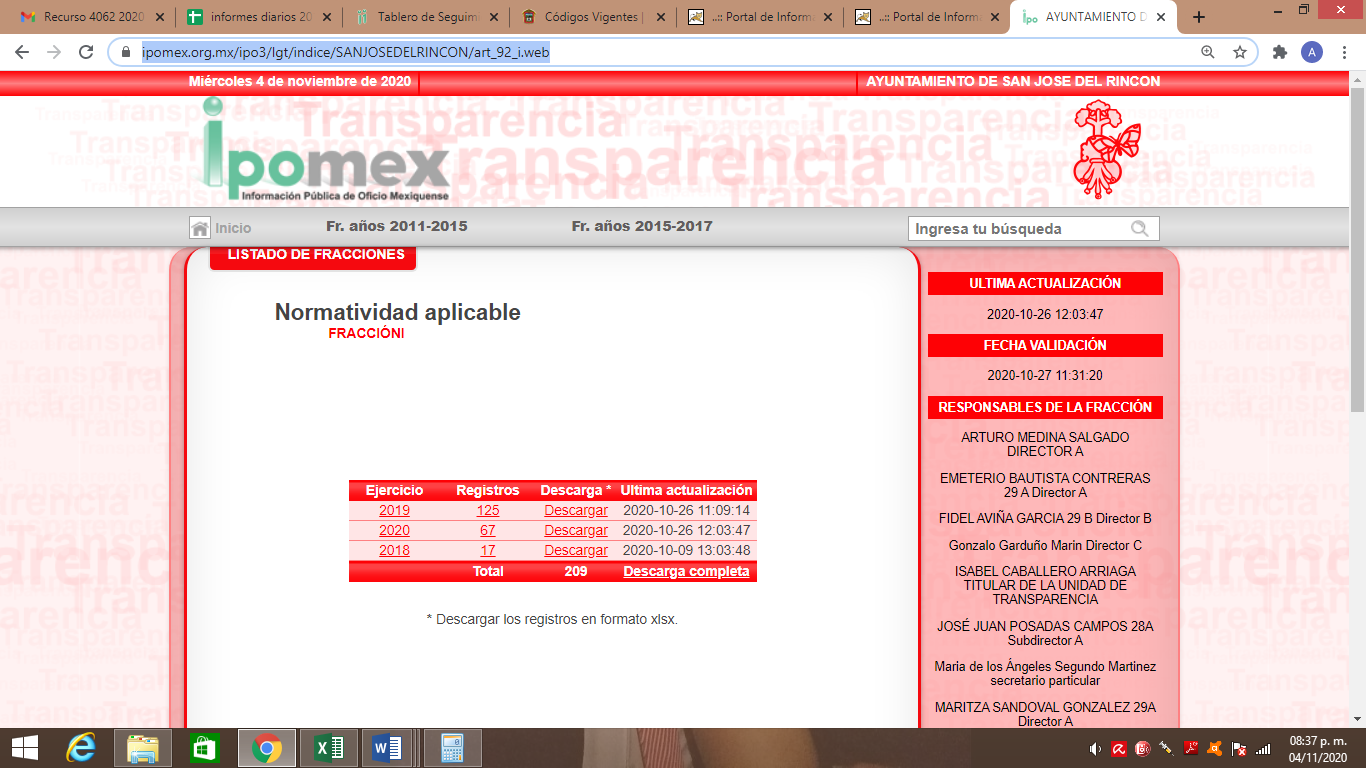 Recurso 4062 2020
informes diarios 20
Tablero de Seguimi
Códigos Vigentes |
..:: Portal de Informa
..:: Portal de Informa
AYUNTAMIENTO D
ipomex.org.mx/ipo3/lgt/indice/SANJOSEDELRINCON/art_92_i.web
A
Miércoles 4 de noviembre de 2020
AYUNTAMIENTO DE SAN JOSE DEL RINCON
Transparencia
ipomex
Información Pública de Oficio Mexiquense
Inicio
Fr. años 2011-2015
Fr. años 2015-2017
Ingresa tu búsqueda
LISTADO DE FRACCIONES
Normatividad aplicable
FRACCIÓNI
Ejercicio Registros Descarga * Ultima actualización
2019 125 Descargar 2020-10-26 11:09:14
2020 67 Descargar 2020-10-26 12:03:47
2018 17 Descargar 2020-10-09 13:03:48
Total 209 Descarga completa
* Descargar los registros en formato xlsx.
ULTIMA ACTUALIZACIÓN
2020-10-26 12:03:47
FECHA VALIDACIÓN
2020-10-27 11:31:20
RESPONSABLES DE LA FRACCIÓN
ARTURO MEDINA SALGADO
DIRECTOR A
EMETERIO BAUTISTA CONTRERAS
29 A Director A
FIDEL AVIÑA GARCIA 29 B Director B
Gonzalo Garduño Marin Director C
ISABEL CABALLERO ARRIAGA
TITULAR DE LA UNIDAD DE
TRANSPARENCIA
JOSÉ JUAN POSADAS CAMPOS 28A
Subdirector A
Maria de los Ángeles Segundo Martinez
secretario particular
MARITZA SANDOVAL GONZALEZ 29A
Director A
08:37 p. m.
04/11/2020